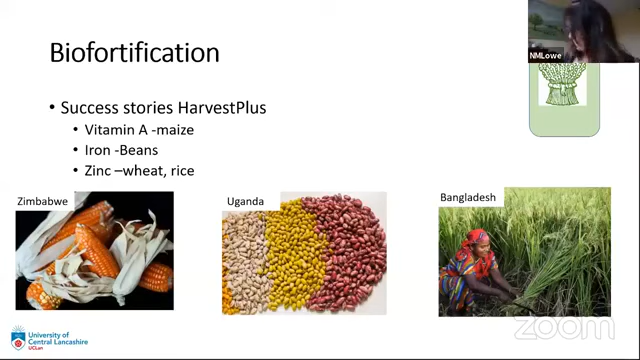 NMLowe
Biofortification
• Success stories HarvestPlus
• Vitamin A -maize
• Iron -Beans
• Zinc –wheat, rice
Zimbabwe
Uganda
Bangladesh
University of
Central Lancashire
UCLan
zoom